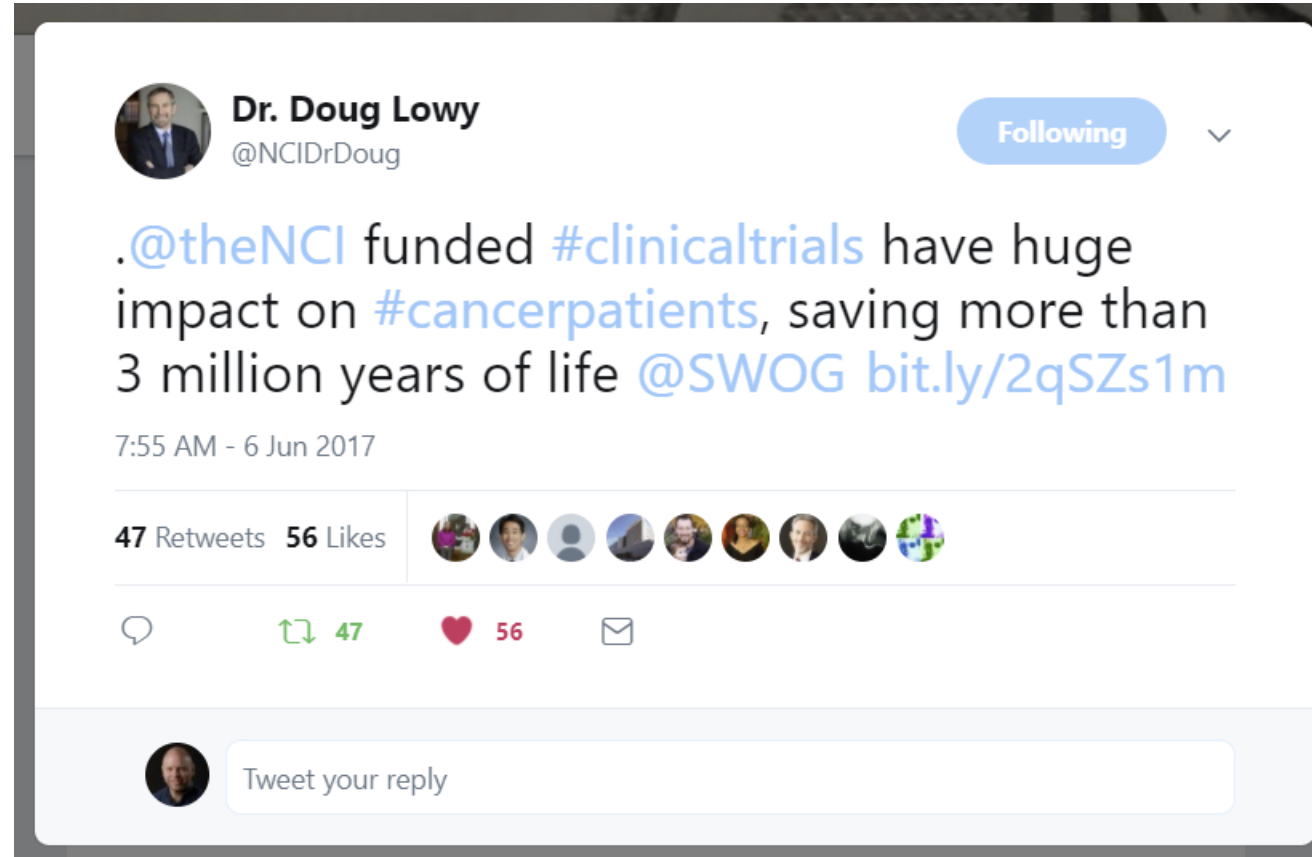 Dr. Doug Lowy
@NCIDrDoug
Following
.@theNCI funded #clinicaltrials have huge
impact on #cancerpatients, saving more than
3 million years of life @SWOG bit.ly/2qSZs1m
7:55 AM - 6 Jun 2017
47 Retweets 56 Likes
47 56
Tweet your reply